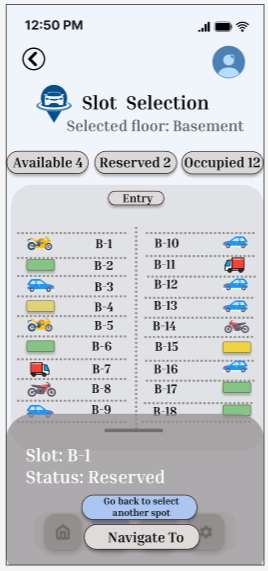 12:50 PM
Slot Selection
Selected floor: Basement
Available 4
Reserved 2
Occupied 12
Entry
B-1
B-10
B-2
B-11
B-3
B-12
B-4
B-13
B-5
B-14
B-6
B-15
B-7
B-16
B-8
B-17
B-9
B-18
Slot: B-1
Status: Reserved
Go back to select
another spot
Navigate To